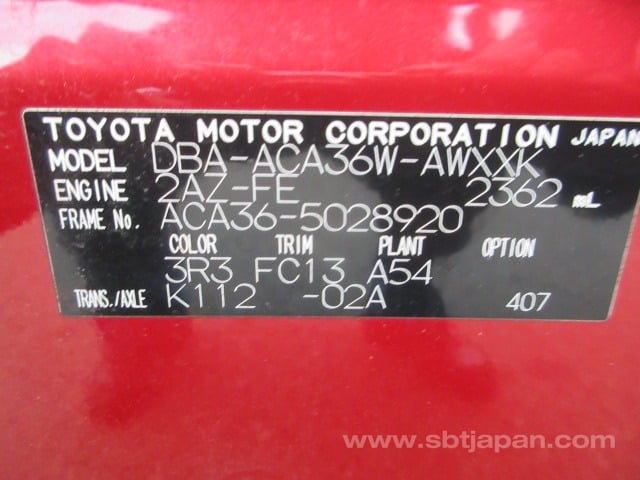 TOYOTA MOTOR CORPORATION JAPAN
MODEL DBA-ACA36W-AWXXK
ENGINE 2AZ-FE 2362 mL
FRAME No. ACA36-5028920
COLOR TRIM PLANT OPTION
3R3 FC13 A54
TRANS./AXLE K112 -02A 407
www.sbtjapan.com